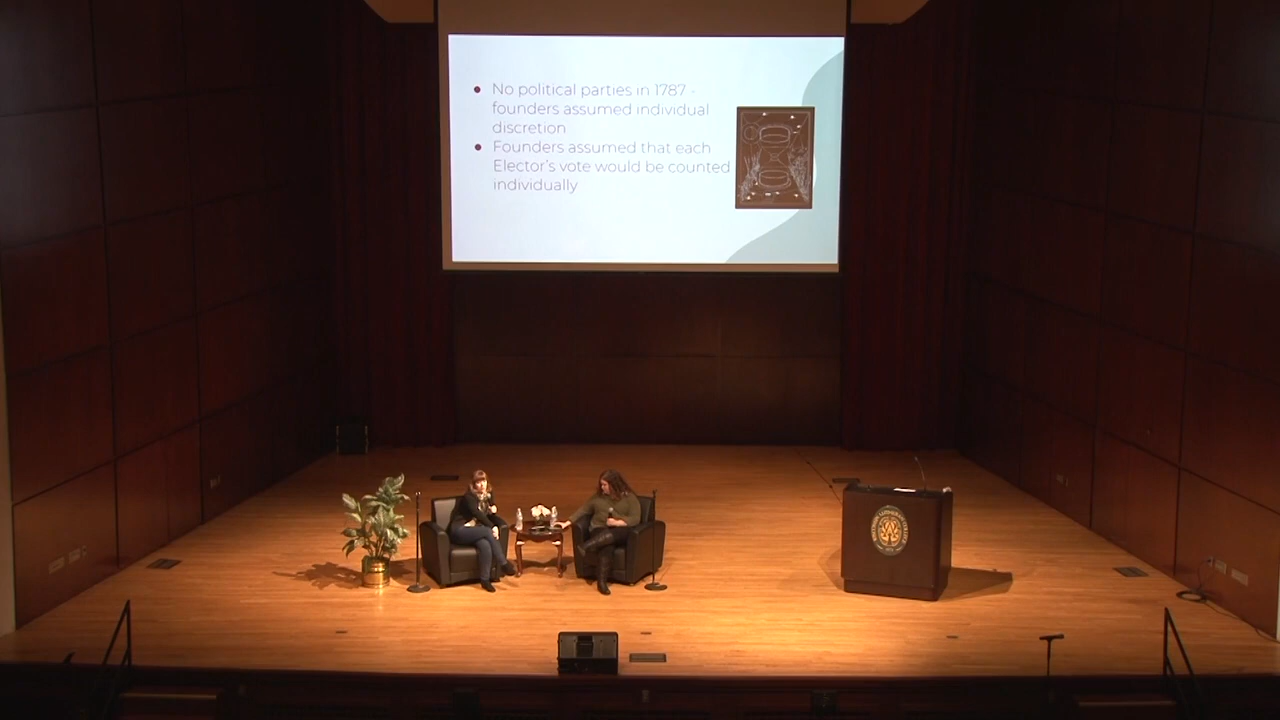 No political parties in 1787 -
founders assumed individual
discretion
Founders assumed that each
Elector's vote would be counted
individually